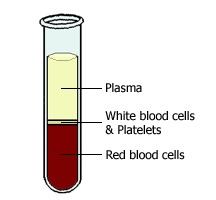 Plasma
White blood cells
& Platelets
Red blood cells